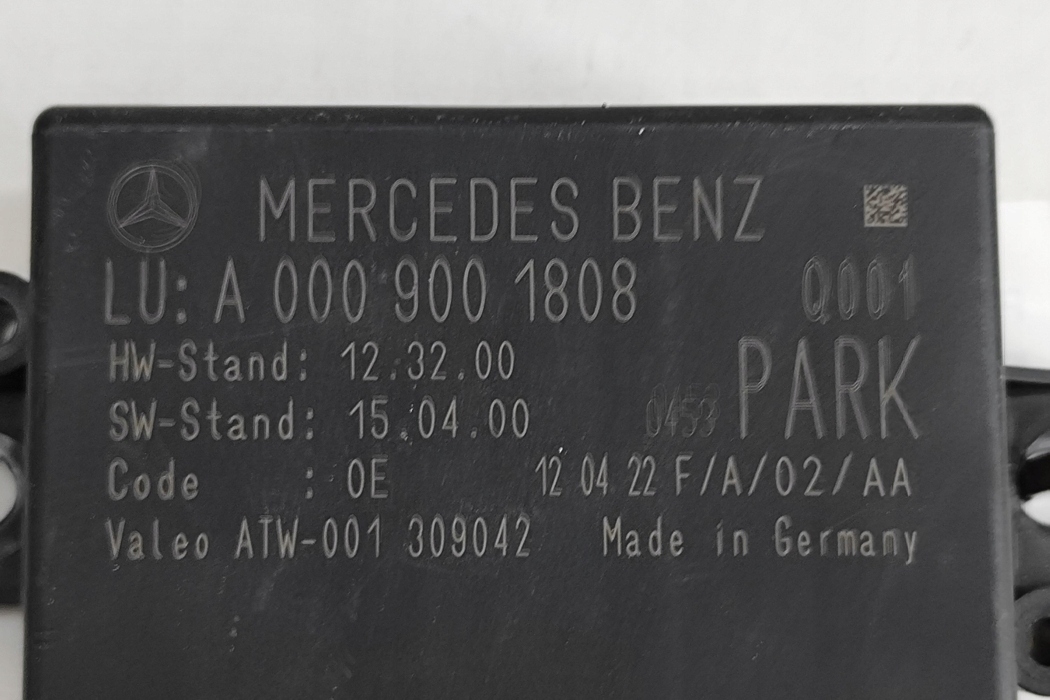 MERCEDES BENZ
LU: A 000 900 1808 Q001
HW-Stand: 12.32.00 PARK
SW-Stand: 15.04.00 0453
Code : 0E 12 04 22 F/A/02/AA
Valeo ATW-001 309042 Made in Germany